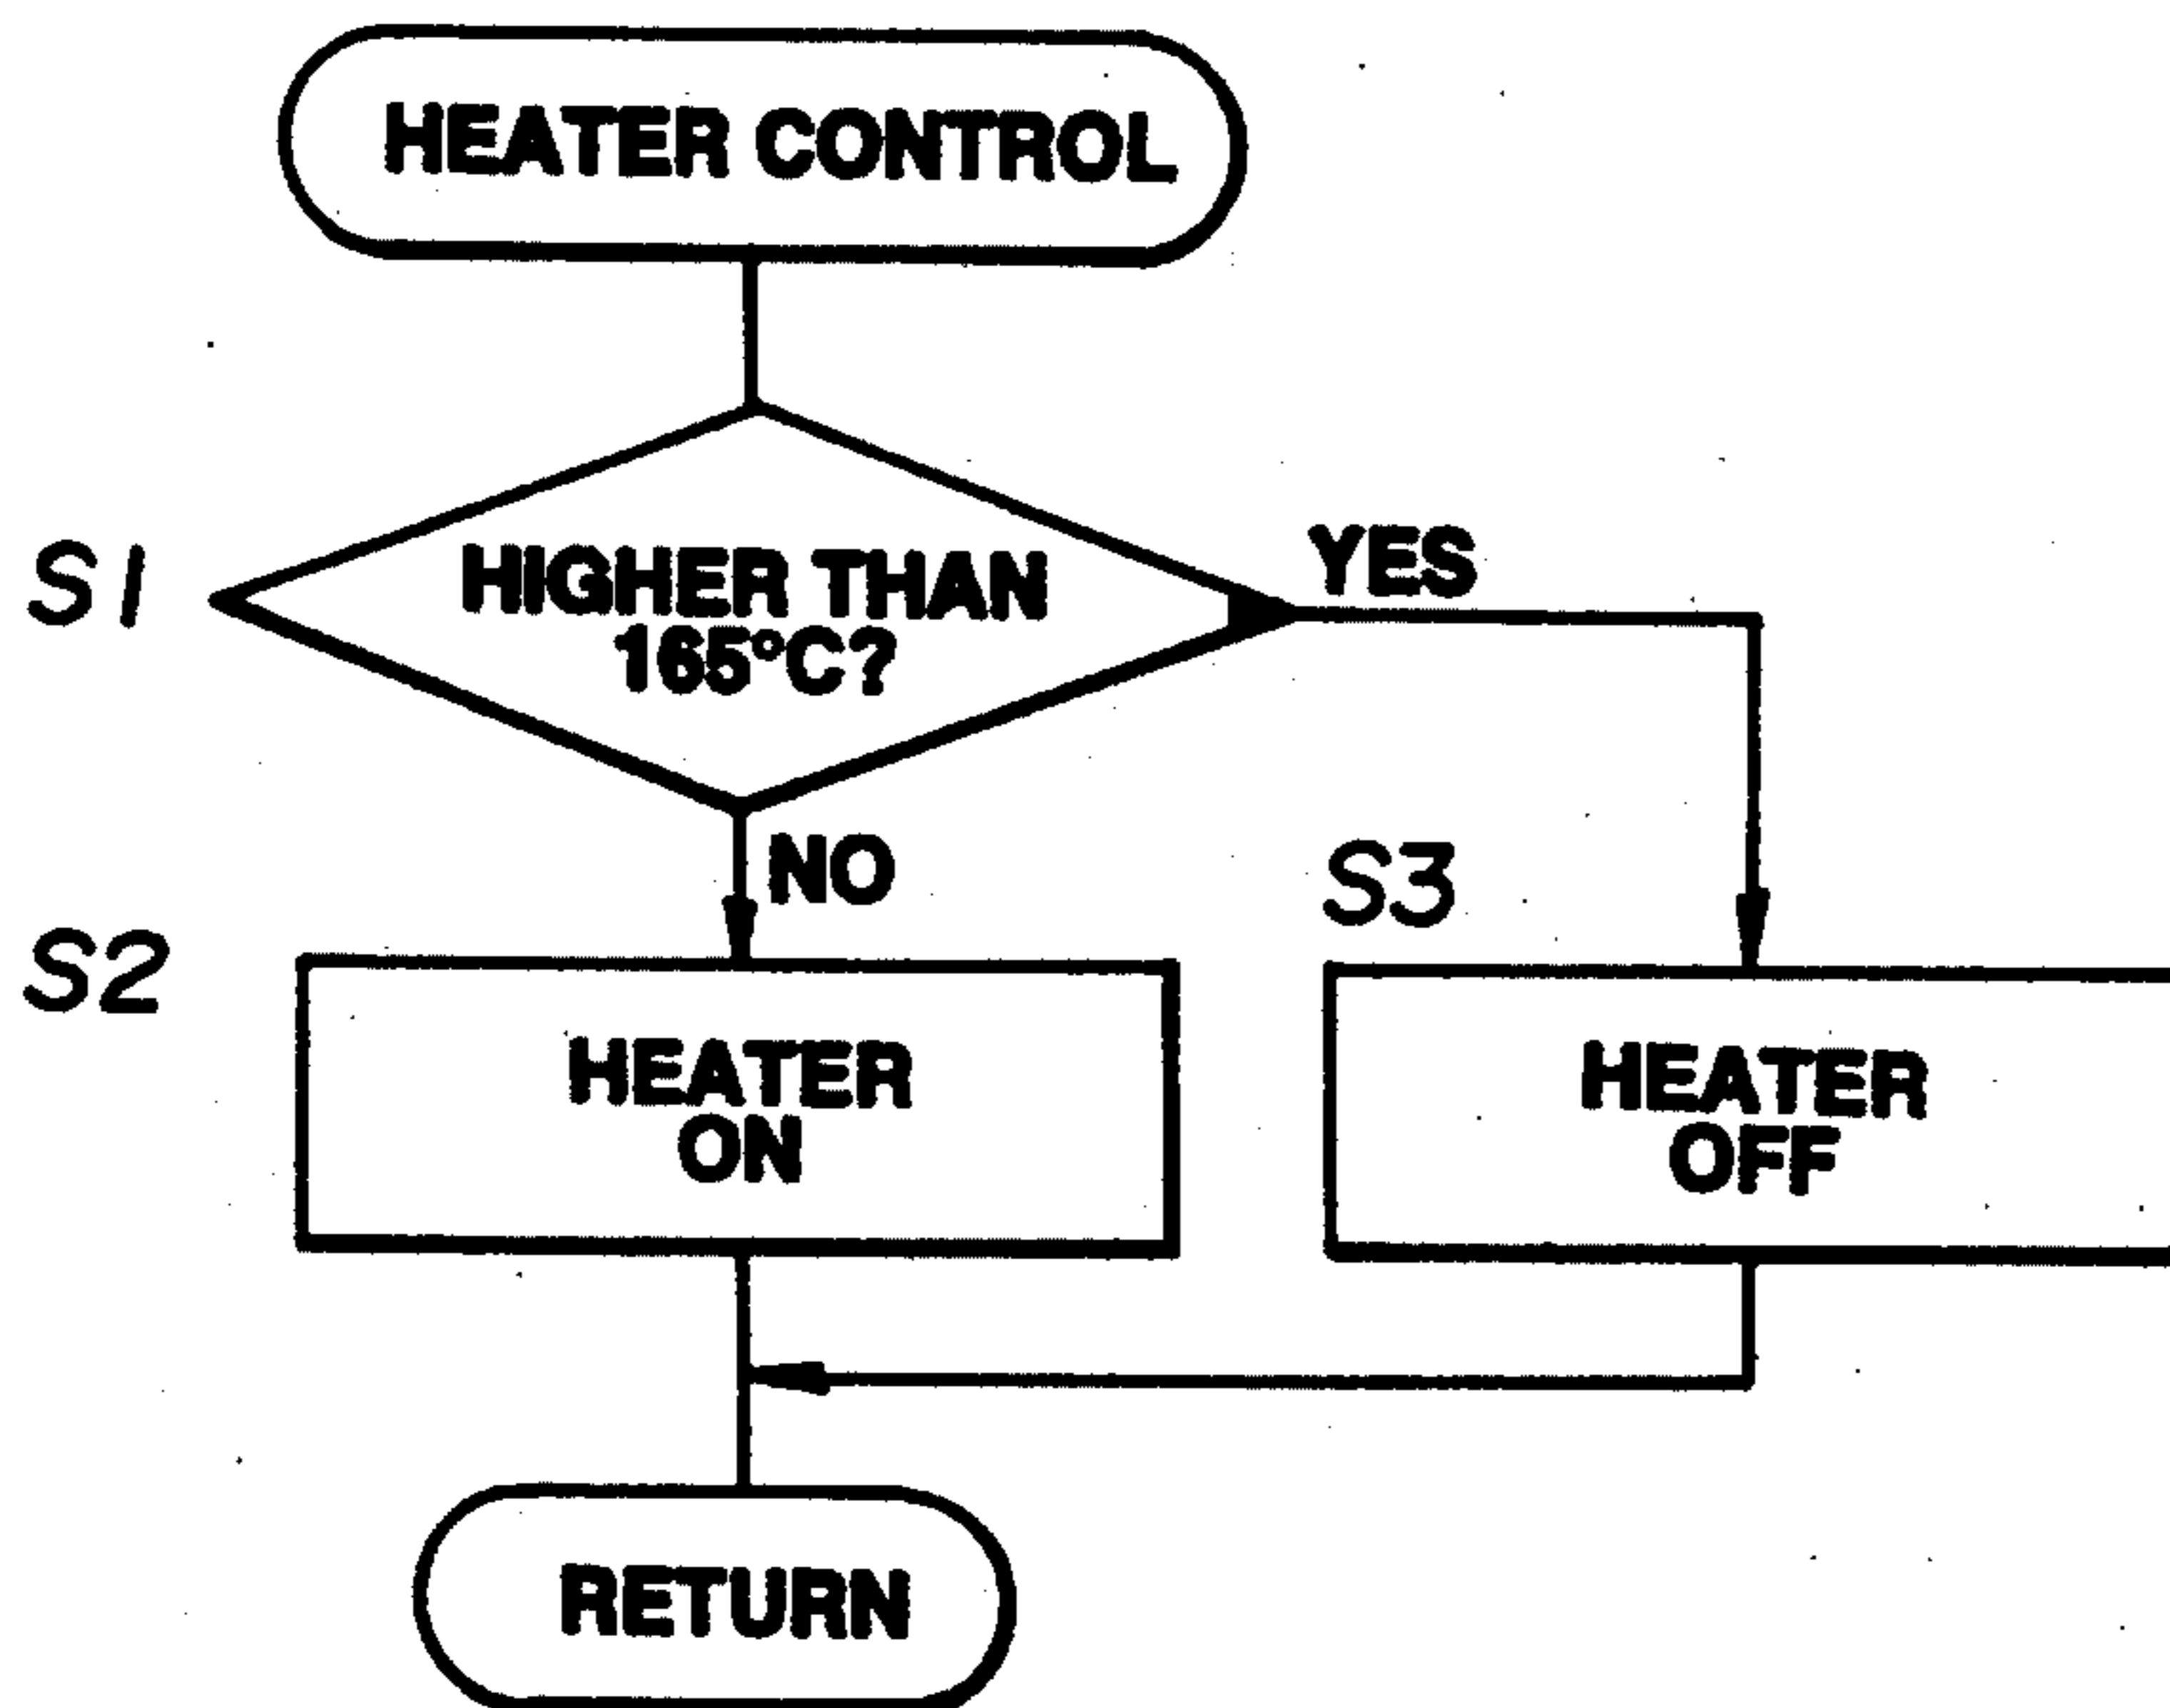 HEATER CONTROL
S1
HIGHER THAN
165°C?
YES
NO
S2
S3
HEATER
ON
HEATER
OFF
RETURN